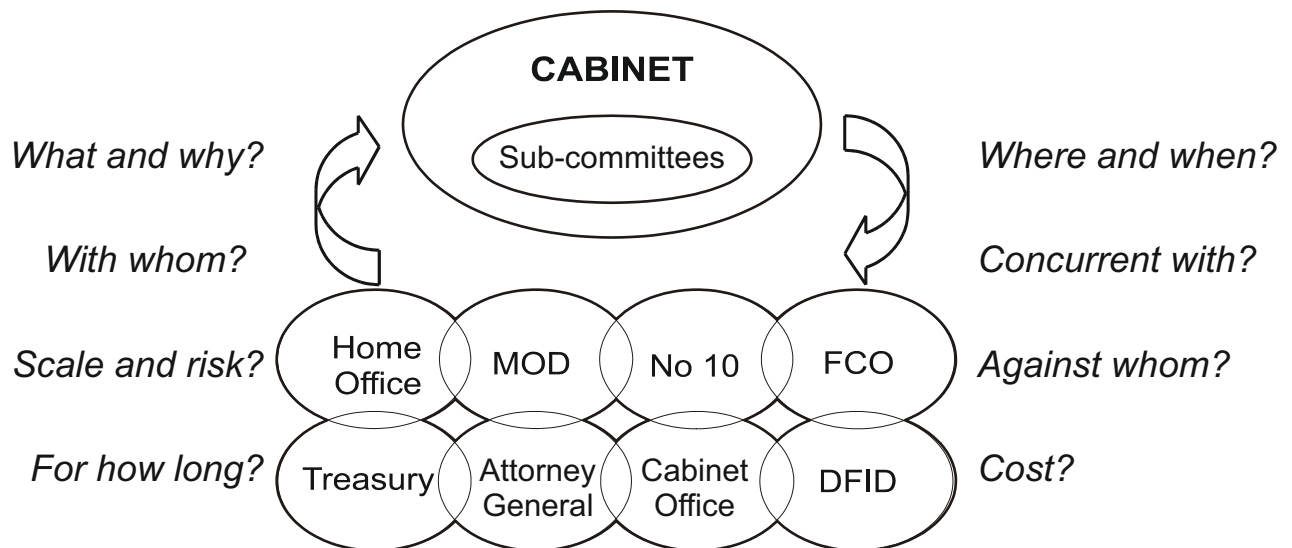 CABINET
Sub-committees
What and why?
Where and when?
With whom?
Concurrent with?
Scale and risk?
Home
Office
MOD
No 10
FCO
Against whom?
For how long?
Treasury
Attorney
General
Cabinet
Office
DFID
Cost?